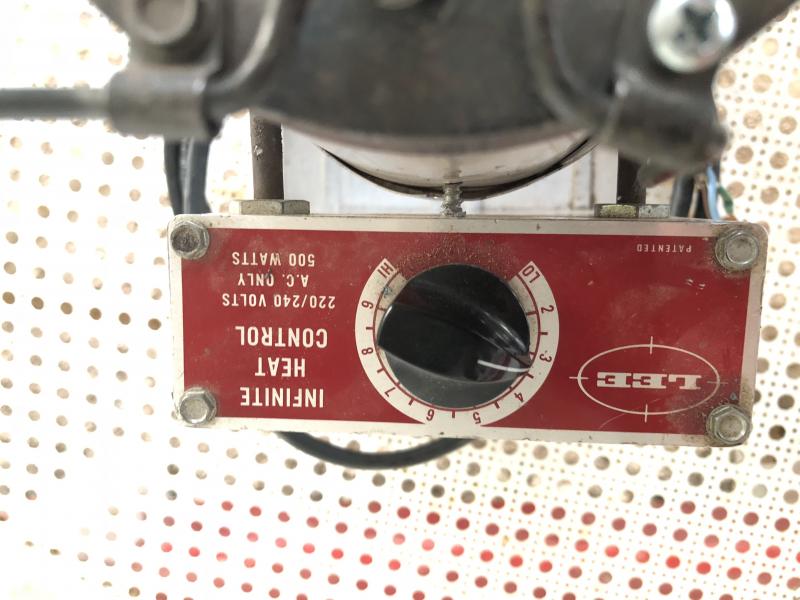 PATENTED
LEE
LO 2 3 4 5 6 7 8 9 HI
INFINITE
HEAT
CONTROL
220/240 VOLTS
A.C. ONLY
500 WATTS